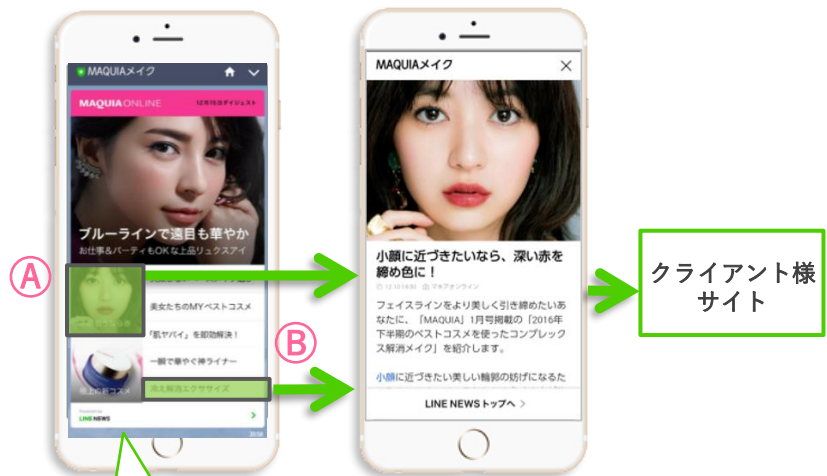 MAQUIAメイク
MAQUIA ONLINE
12月15日ダイジェスト
ブルーラインで遠目も華やか
お仕事&パーティもOKな上品リュクスアイ
Ⓐ
美女たちのMYベストコスメ
「肌ヤバイ」を即効解決！
一瞬で華やぐ神ライナー
冷え解消エクササイズ
Powered by
LINE NEWS
Ⓑ
MAQUIAメイク
小顔に近づきたいなら、深い赤を
締め色に！
マキアオンライン
フェイスラインをより美しく引き締めたいあ
なたに、「MAQUIA」1月号掲載の「2016年
下半期のベストコスメを使ったコンプレック
ス解消メイク」を紹介します。
小顔に近づきたい美しい輪郭の妨げになるた
LINE NEWSトップへ
クライアント様
サイト